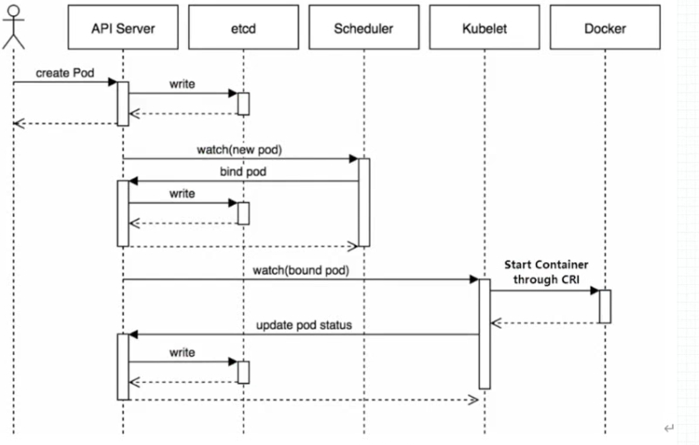 API Server
etcd
Scheduler
Kubelet
Docker
create Pod
write
watch(new pod)
bind pod
write
watch(bound pod)
Start Container
through CRI
update pod status
write